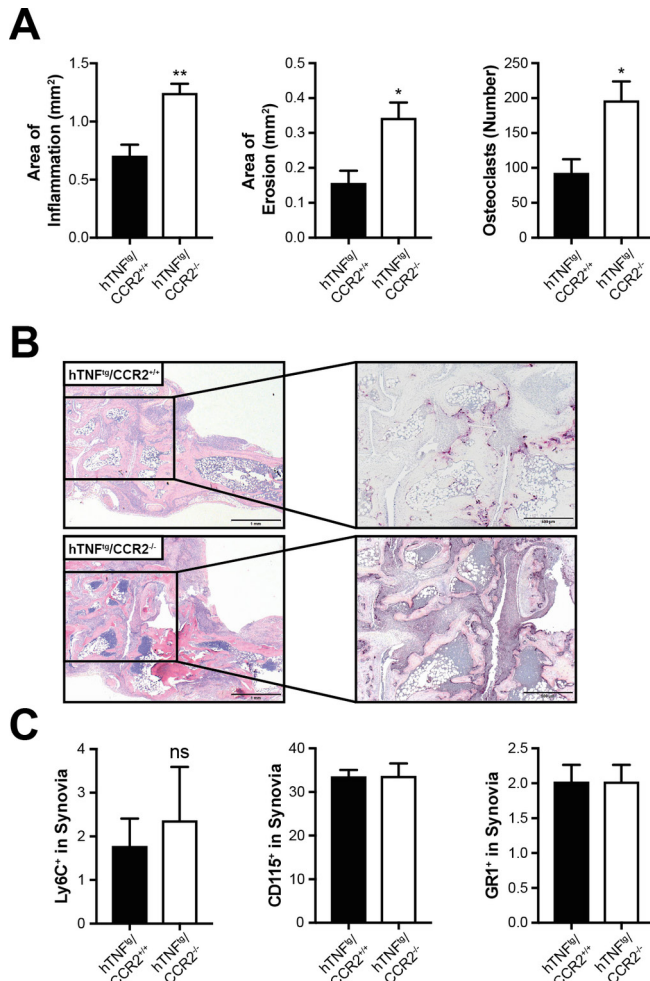 A
Area of
Inflammation (mm²)
1.5
1.0
0.5
0.0
**
hTNFᵗᵍ/
CCR2⁺/⁺
hTNFᵗᵍ/
CCR2⁻/⁻
Area of
Erosion (mm²)
0.4
0.3
0.2
0.1
0.0
*
hTNFᵗᵍ/
CCR2⁺/⁺
hTNFᵗᵍ/
CCR2⁻/⁻
Osteoclasts (Number)
250
200
150
100
50
0
*
hTNFᵗᵍ/
CCR2⁺/⁺
hTNFᵗᵍ/
CCR2⁻/⁻
B
hTNFᵗᵍ/CCR2⁺/⁺
1 mm
hTNFᵗᵍ/CCR2⁻/⁻
1 mm
C
Ly6C⁺ in Synovia
4
3
2
1
0
ns
hTNFᵗᵍ/
CCR2⁺/⁺
hTNFᵗᵍ/
CCR2⁻/⁻
CD115⁺ in Synovia
40
30
20
10
0
hTNFᵗᵍ/
CCR2⁺/⁺
hTNFᵗᵍ/
CCR2⁻/⁻
GR1⁺ in Synovia
2.5
2.0
1.5
1.0
0.5
0.0
hTNFᵗᵍ/
CCR2⁺/⁺
hTNFᵗᵍ/
CCR2⁻/⁻